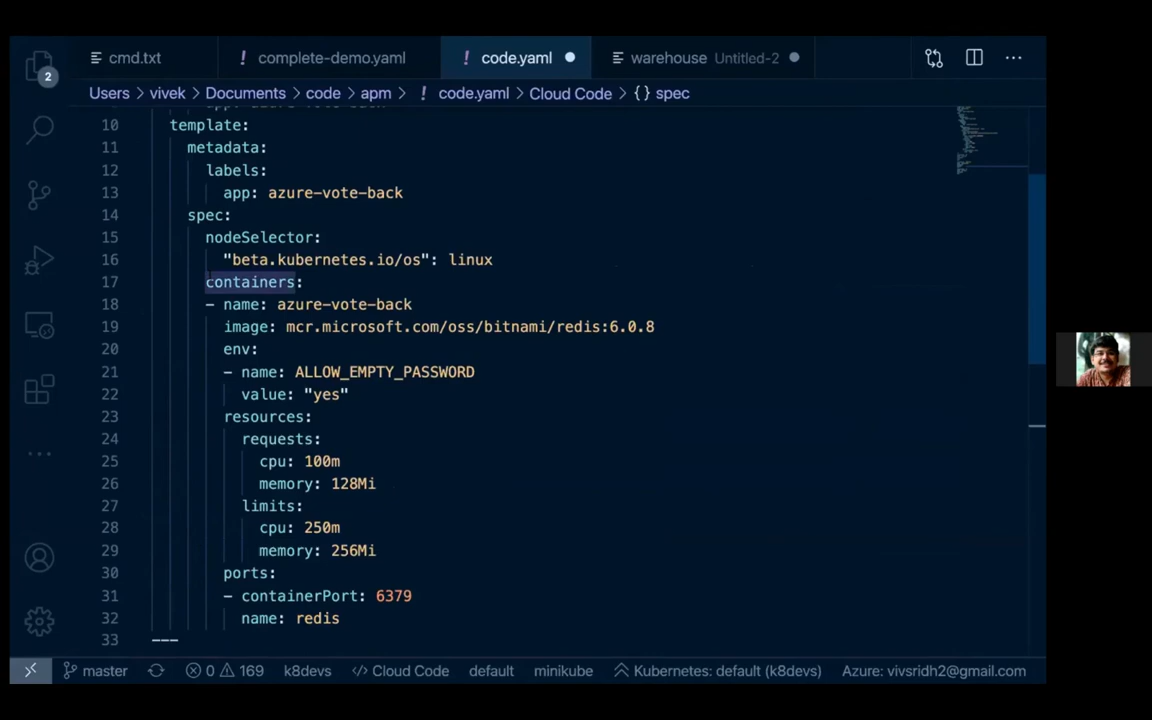 cmd.txt ! complete-demo.yaml ! code.yaml warehouse Untitled-2 ...
2
Users > vivek > Documents > code > apm > ! code.yaml > Cloud Code > {} spec
10 template:
11 metadata:
12 labels:
13 app: azure-vote-back
14 spec:
15 nodeSelector:
16 "beta.kubernetes.io/os": linux
17 containers:
18 - name: azure-vote-back
19 image: mcr.microsoft.com/oss/bitnami/redis:6.0.8
20 env:
21 - name: ALLOW_EMPTY_PASSWORD
22 value: "yes"
23 resources:
24 requests:
25 cpu: 100m
26 memory: 128Mi
27 limits:
28 cpu: 250m
29 memory: 256Mi
30 ports:
31 - containerPort: 6379
32 name: redis
33 ---
master 0 169 k8devs </> Cloud Code default minikube Kubernetes: default (k8devs) Azure: vivsridh2@gmail.com